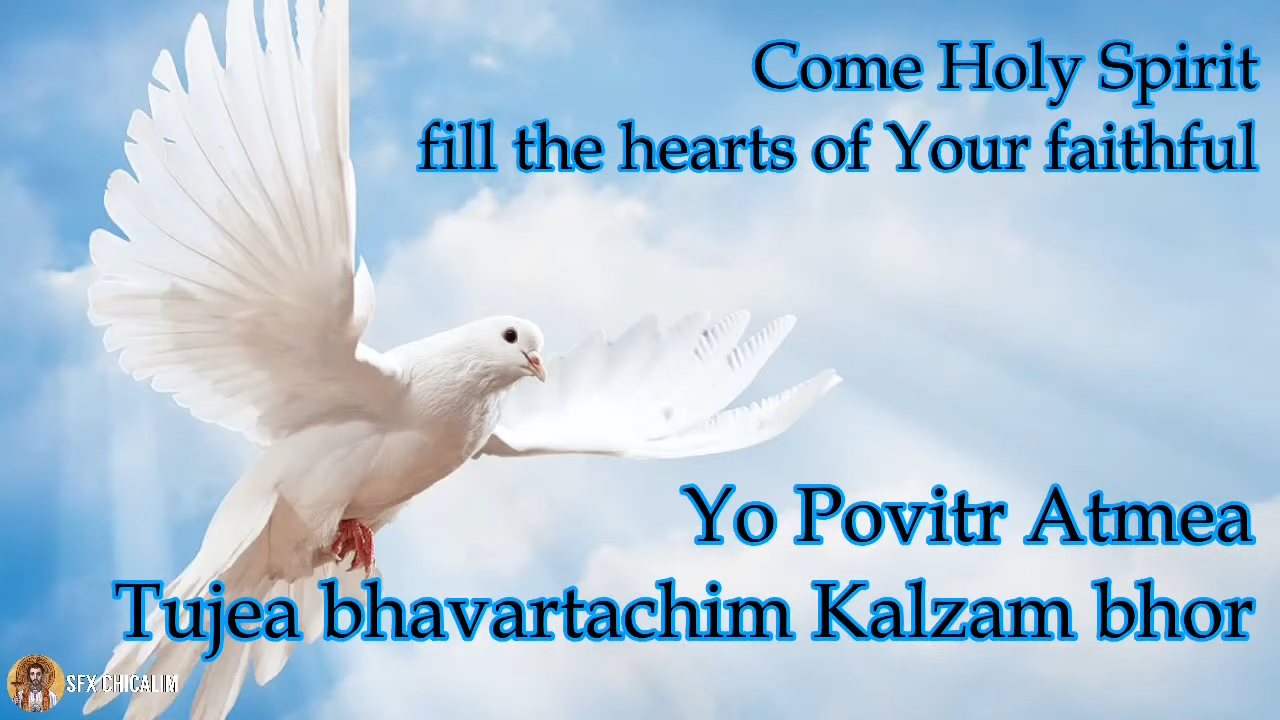 Come Holy Spirit
fill the hearts of Your faithful
Yo Povitr Atmea
Tujea bhavartachim Kalzam bhor
SFX CHICALIM